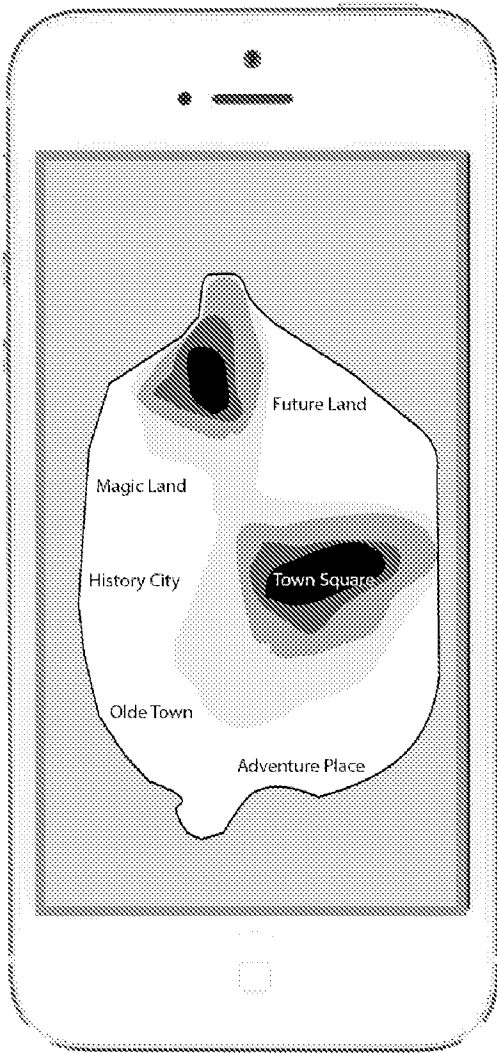 Future Land
Magic Land
History City
Town Square
Olde Town
Adventure Place